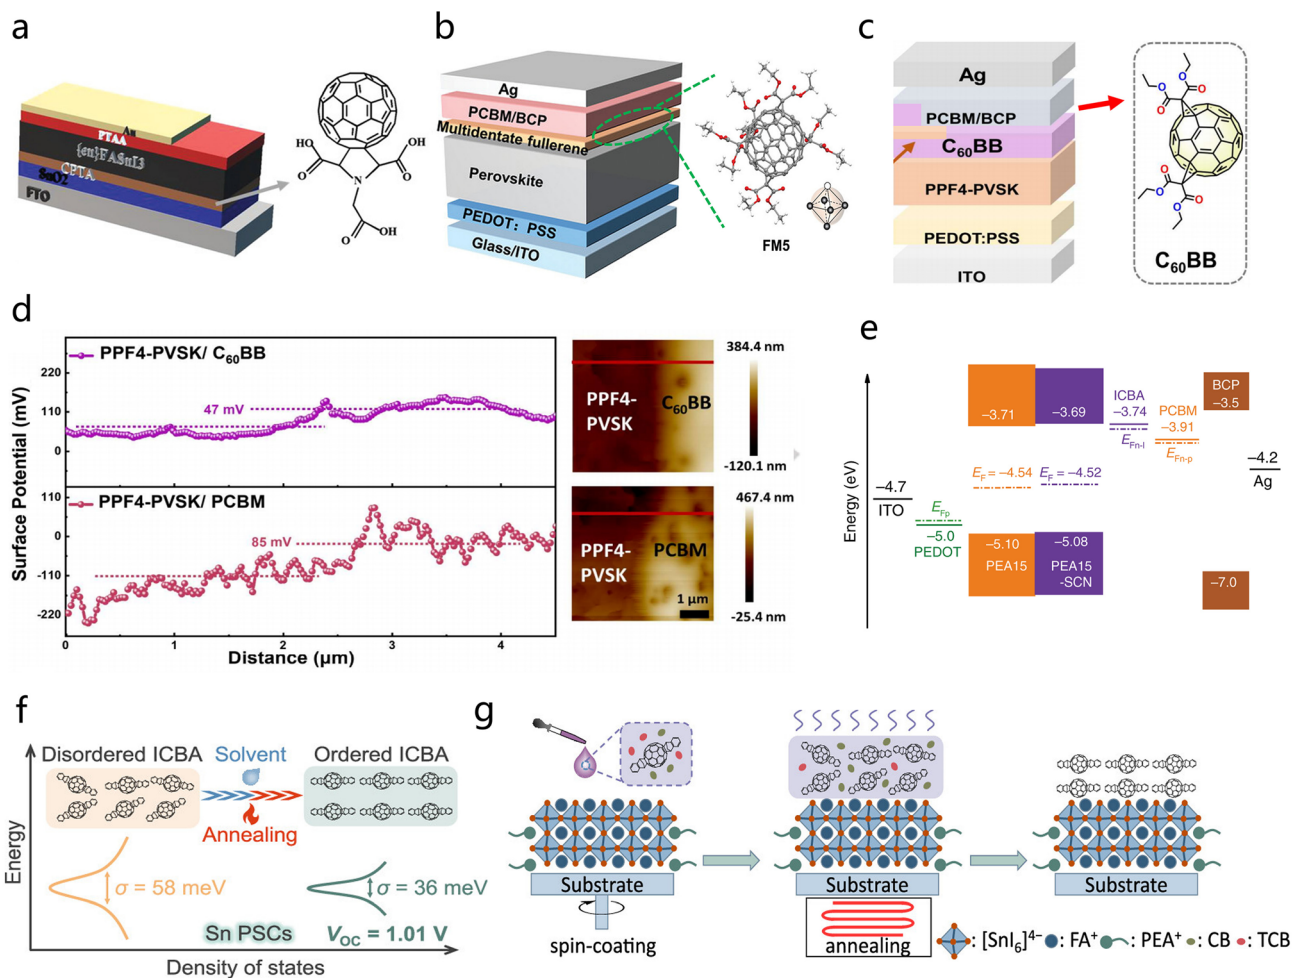 a
Au
PTAA
{en}FASnI3
CPTA
SnO2
FTO
HO
O
O
OH
N
O
OH
b
Ag
PCBM/BCP
Multidentate fullerene
Perovskite
PEDOT: PSS
Glass/ITO
FM5
c
Ag
PCBM/BCP
C₆₀BB
PPF4-PVSK
PEDOT:PSS
ITO
O
O
O
O
O
O
O
O
C₆₀BB
d
Surface Potential (mV)
PPF4-PVSK/ C₆₀BB
220
110
0
47 mV
PPF4-PVSK/ PCBM
110
0
-110
-220
85 mV
0
1
2
3
4
Distance (μm)
PPF4-
PVSK
C₆₀BB
384.4 nm
-120.1 nm
PPF4-
PVSK
PCBM
1 μm
467.4 nm
-25.4 nm
e
Energy (eV)
−4.7
ITO
E_Fp
−5.0
PEDOT
−3.71
E_F = −4.54
−5.10
PEA15
−3.69
E_F = −4.52
−5.08
PEA15
-SCN
ICBA
−3.74
E_Fn-I
PCBM
−3.91
E_Fn-p
BCP
−3.5
−7.0
−4.2
Ag
f
Energy
Disordered ICBA
Solvent
Annealing
Ordered ICBA
σ = 58 meV
σ = 36 meV
Sn PSCs
V_OC = 1.01 V
Density of states
g
Substrate
spin-coating
Substrate
annealing
Substrate
: [SnI₆]⁴⁻ : FA⁺ : PEA⁺ : CB : TCB